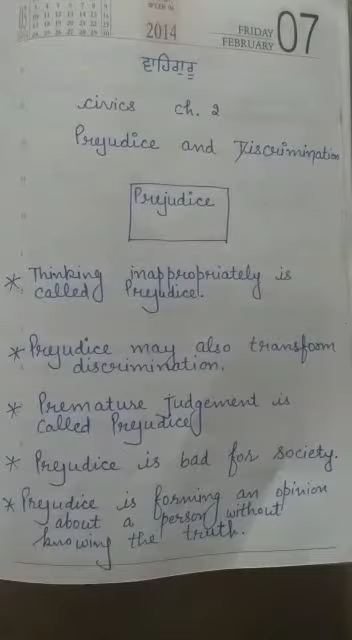 WEEK 06
2014
FRIDAY
FEBRUARY 07
ਵਾਹਿਗੁਰੂ
civics ch. 2
Prejudice and Discrimination
Prejudice
* Thinking inappropriately is
called Prejudice.
* Prejudice may also transform
discrimination.
* Premature Judgement is
called Prejudice
* Prejudice is bad for society.
* Prejudice is forming an opinion
about a person without
knowing the truth.